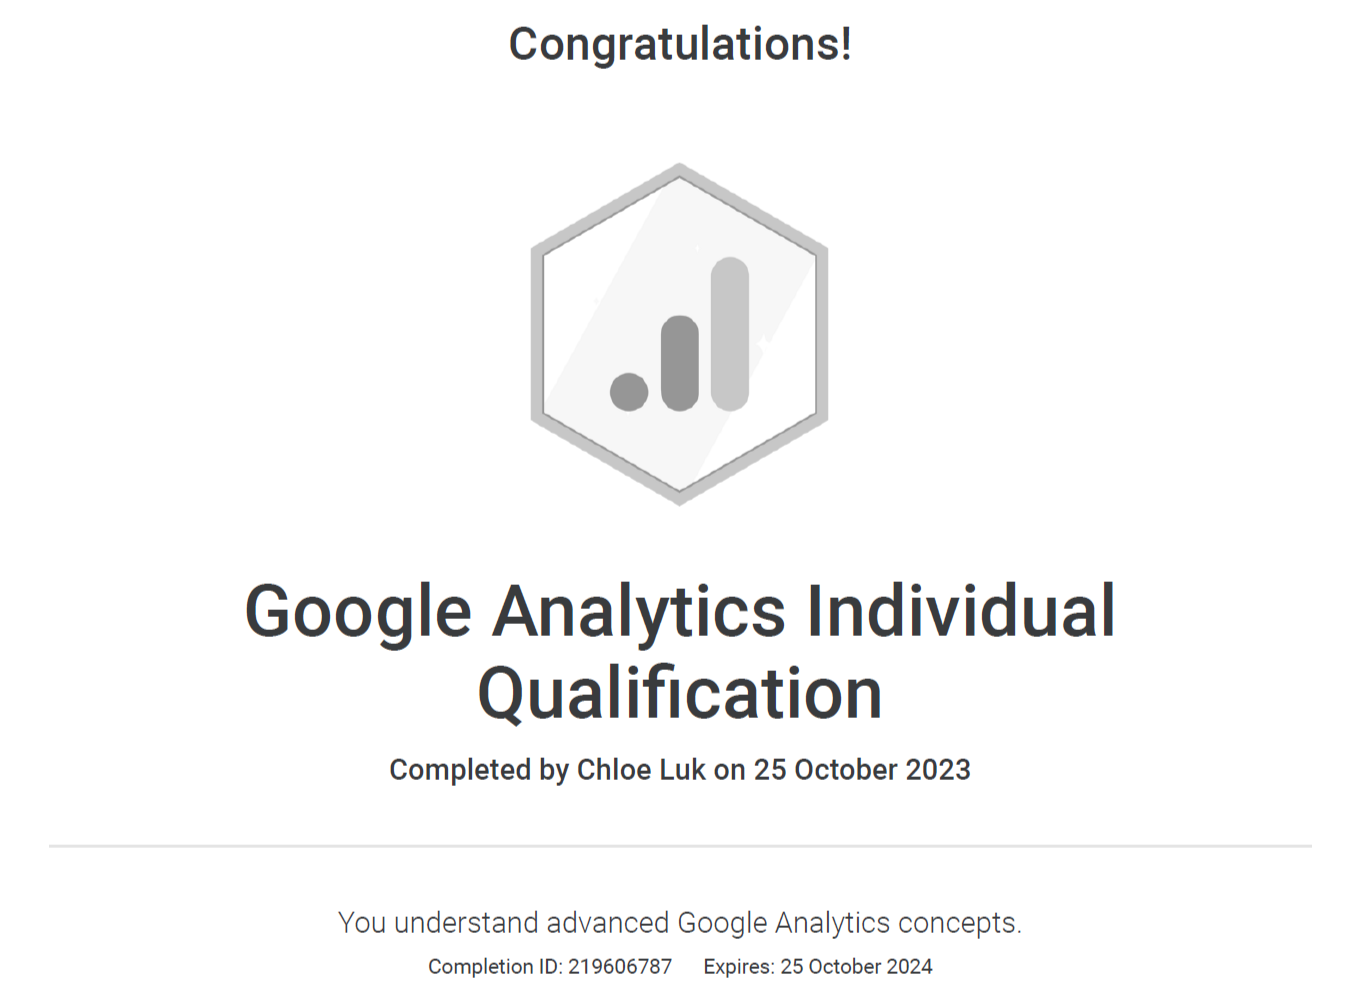 Congratulations!
Google Analytics Individual
Qualification
Completed by Chloe Luk on 25 October 2023
You understand advanced Google Analytics concepts.
Completion ID: 219606787 Expires: 25 October 2024